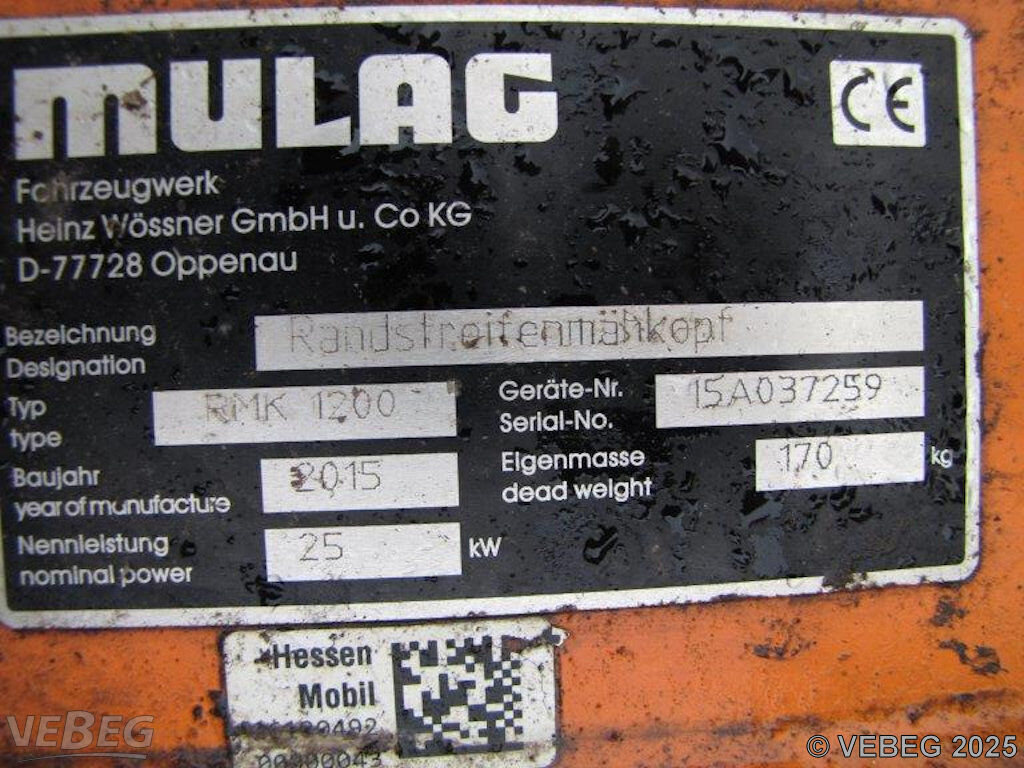 MULAG
CE
Fahrzeugwerk
Heinz Wössner GmbH u. Co KG
D-77728 Oppenau
Bezeichnung
Designation
Randstreifenmähkopf
Typ
type
RMK 1200
Geräte-Nr.
Serial-No.
15A037259
Baujahr
year of manufacture
2015
Eigenmasse
dead weight
170 kg
Nennleistung
nominal power
25 kW
Hessen
Mobil
VEBEG
© VEBEG 2025